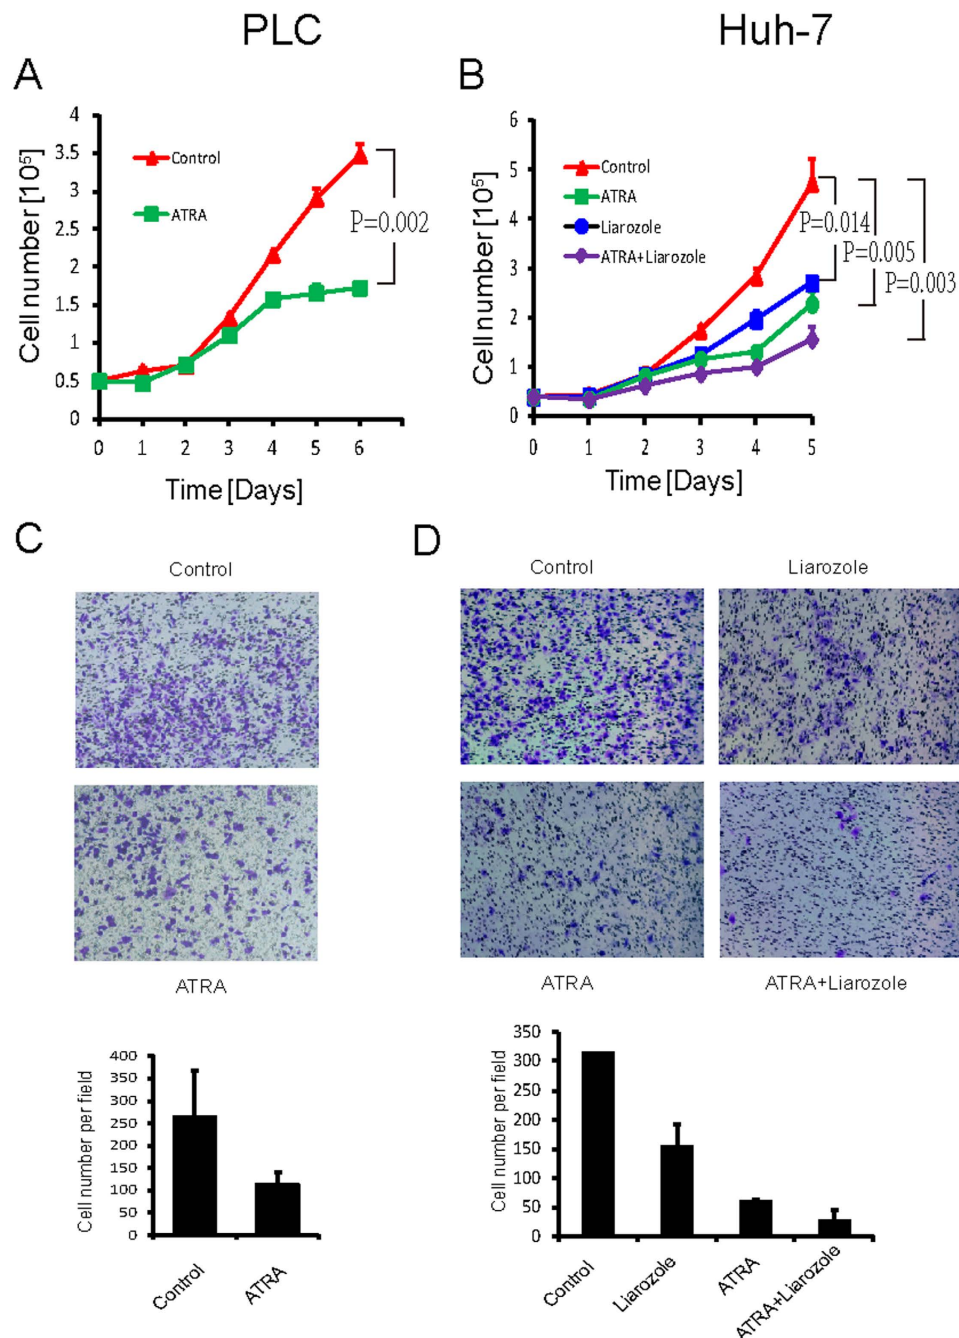 PLC
Huh-7
A
B
4
3.5
3
2.5
2
1.5
1
0.5
0
Cell number [10⁵]
Control
ATRA
P=0.002
0 1 2 3 4 5 6
Time [Days]
6
5
4
3
2
1
0
Cell number [10⁵]
Control
ATRA
Liarozole
ATRA+Liarozole
P=0.014
P=0.005
P=0.003
0 1 2 3 4 5
Time [Days]
C
Control
ATRA
D
Control
Liarozole
ATRA
ATRA+Liarozole
400
350
300
250
200
150
100
50
0
Cell number per field
Control
ATRA
350
300
250
200
150
100
50
0
Cell number per field
Control
Liarozole
ATRA
ATRA+Liarozole